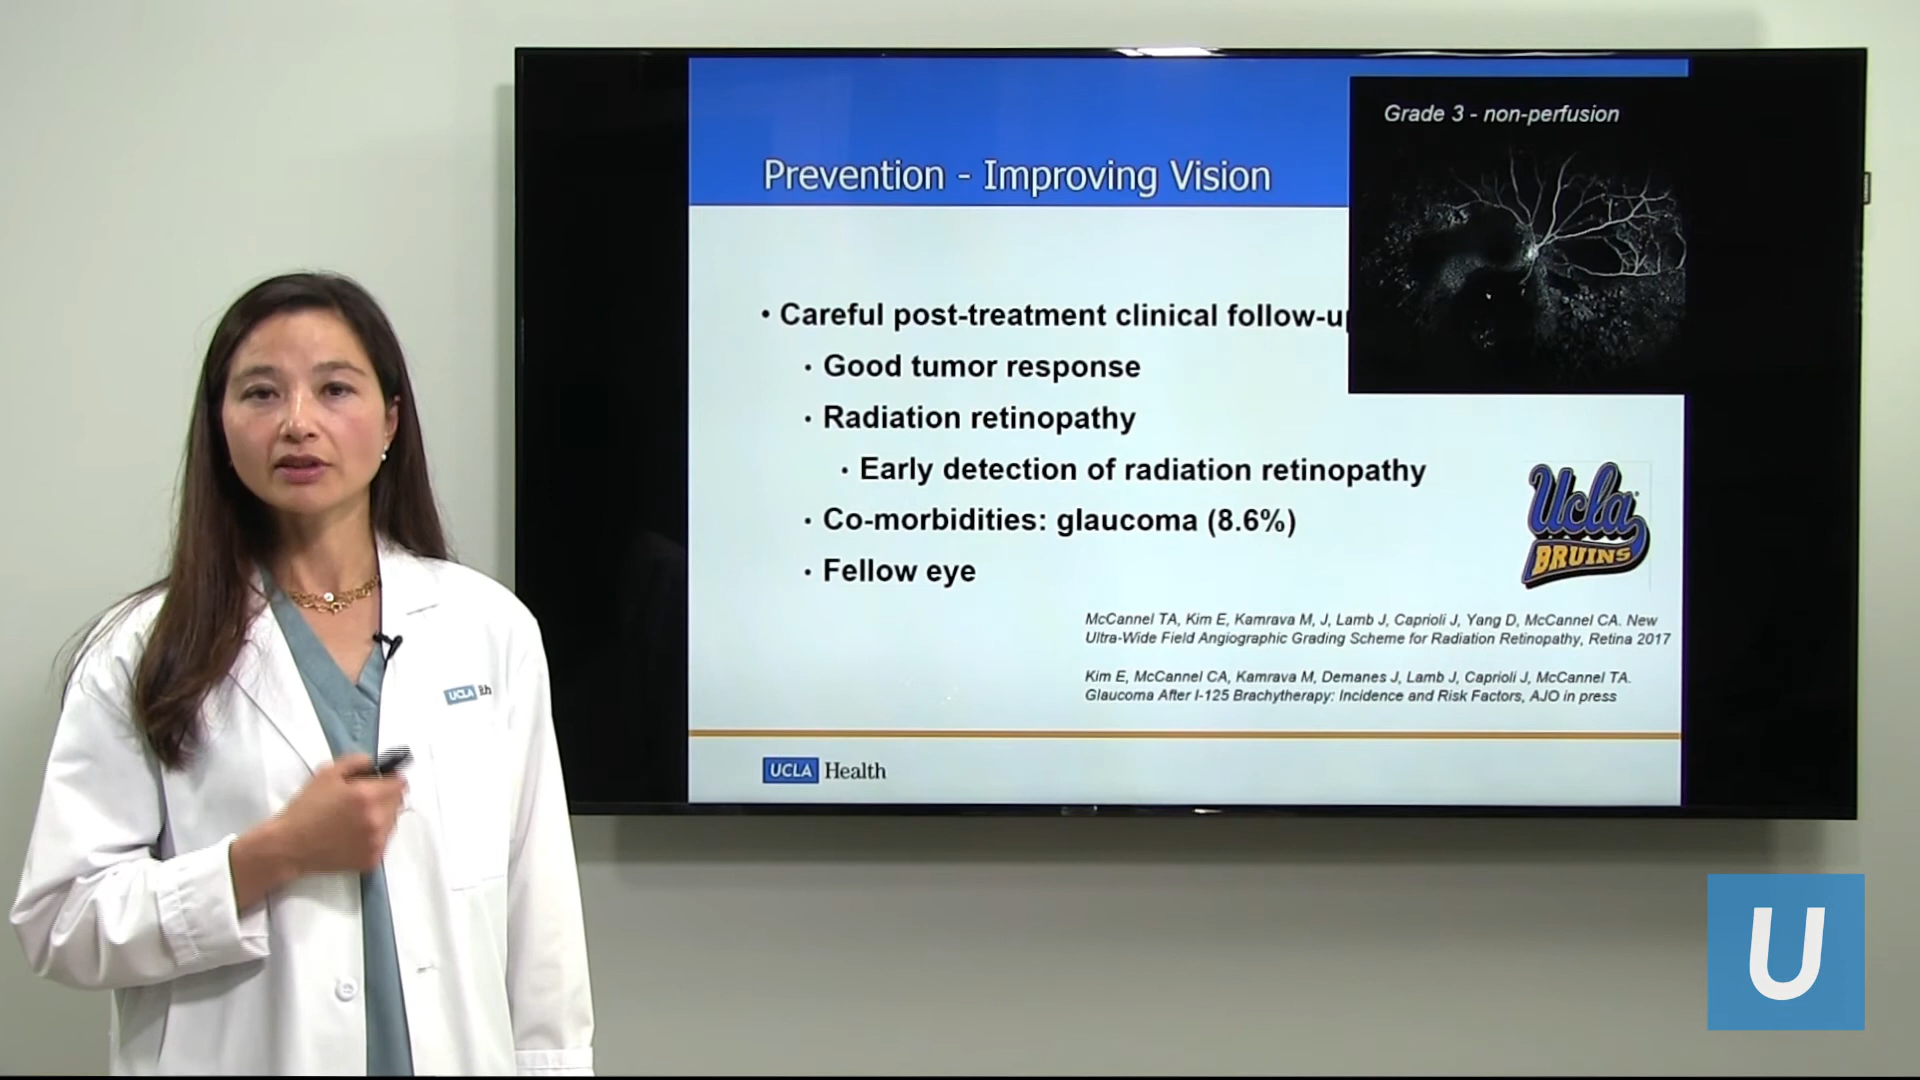 Grade 3 - non-perfusion
Prevention - Improving Vision
• Careful post-treatment clinical follow-up
• Good tumor response
• Radiation retinopathy
• Early detection of radiation retinopathy
• Co-morbidities: glaucoma (8.6%)
• Fellow eye
Ucla
BRUINS
McCannel TA, Kim E, Kamrava M, J, Lamb J, Caprioli J, Yang D, McCannel CA. New
Ultra-Wide Field Angiographic Grading Scheme for Radiation Retinopathy, Retina 2017
Kim E, McCannel CA, Kamrava M, Demanes J, Lamb J, Caprioli J, McCannel TA.
Glaucoma After I-125 Brachytherapy: Incidence and Risk Factors, AJO in press
UCLA Health
UCLA
U